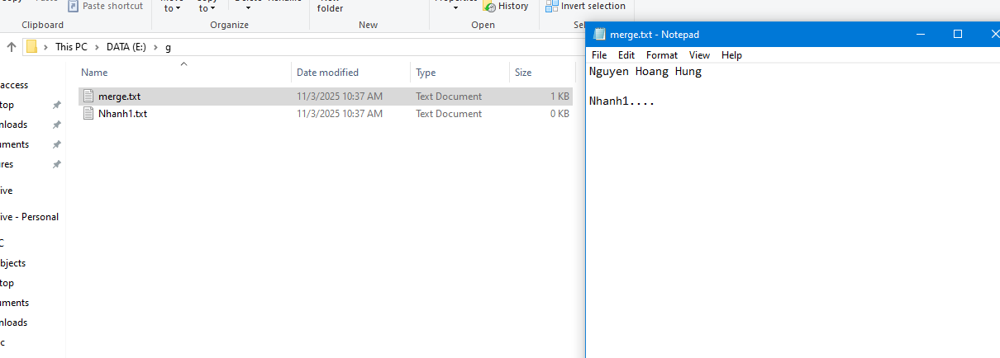 Paste shortcut
to
to
folder
History
Invert selection
Clipboard
Organize
New
Open
This PC > DATA (E:) > g
Name Date modified Type Size
merge.txt 11/3/2025 10:37 AM Text Document 1 KB
Nhanh1.txt 11/3/2025 10:37 AM Text Document 0 KB
access
top
nloads
uments
res
ive
ive - Personal
C
bjects
top
uments
nloads
c
merge.txt - Notepad
File Edit Format View Help
Nguyen Hoang Hung
Nhanh1....